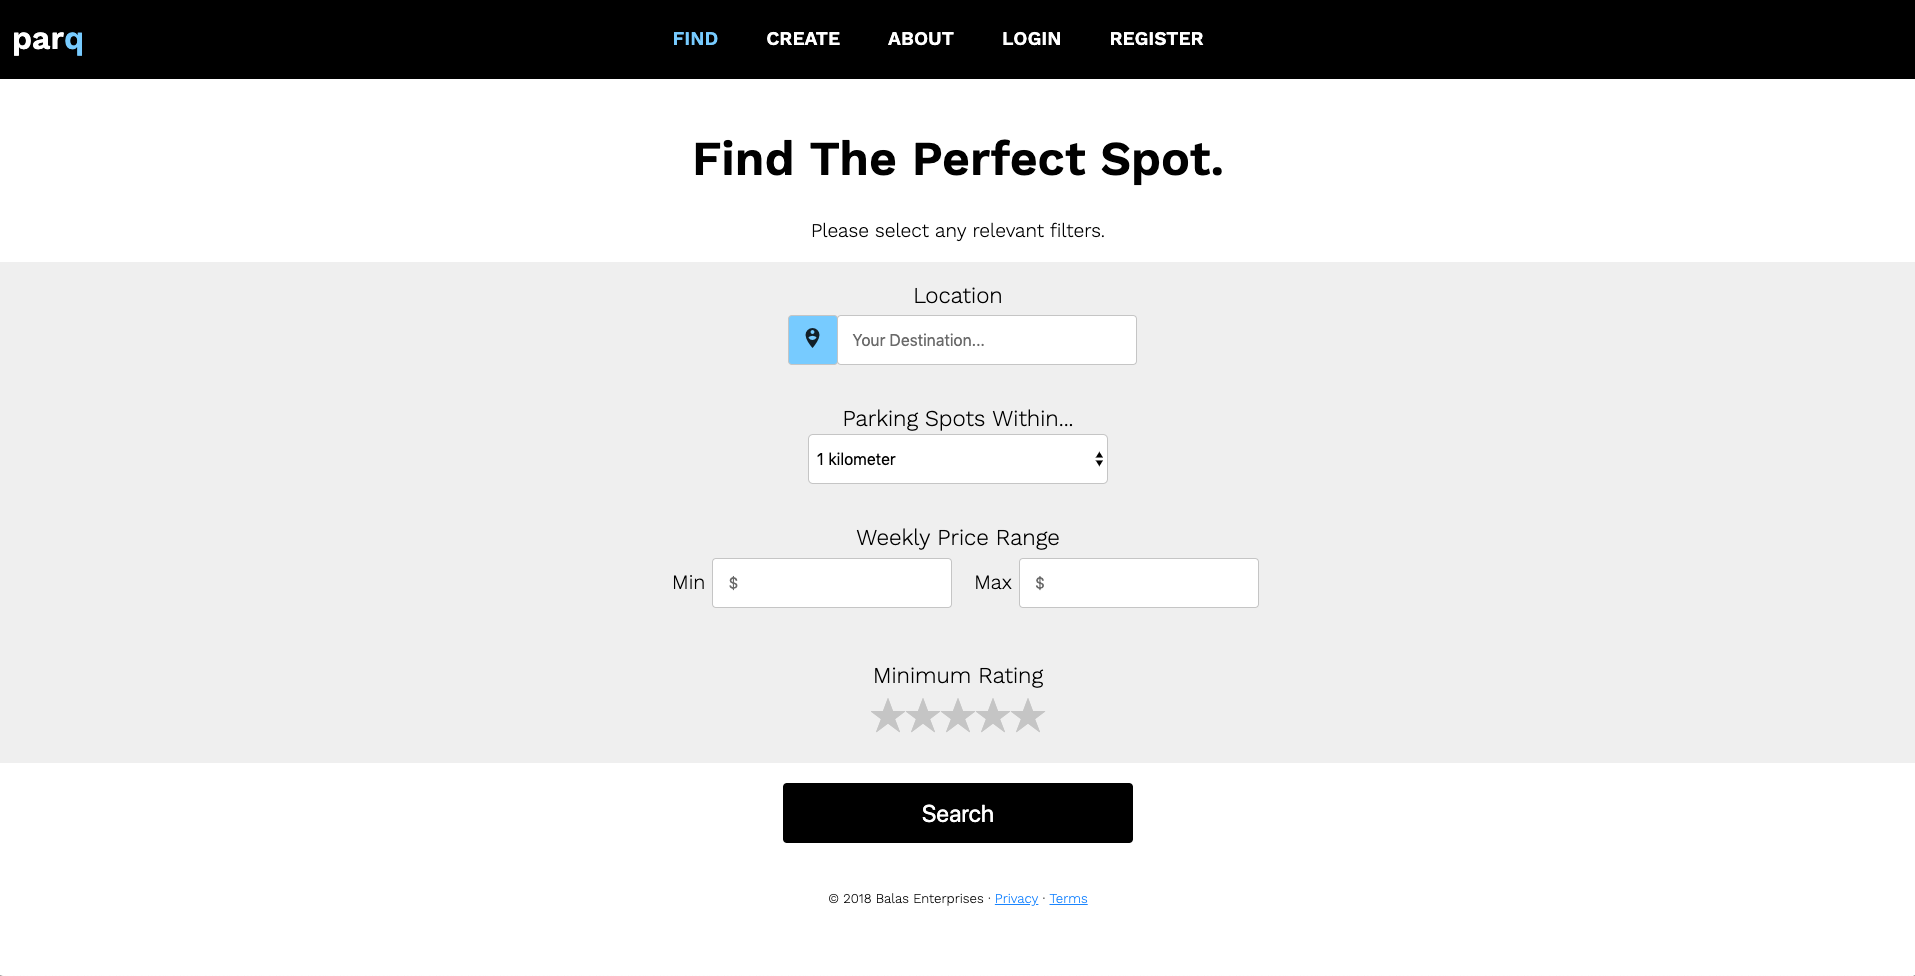 parq
FIND CREATE ABOUT LOGIN REGISTER
Find The Perfect Spot.
Please select any relevant filters.
Location
Your Destination...
Parking Spots Within...
1 kilometer
Weekly Price Range
Min $ Max $
Minimum Rating
Search
© 2018 Balas Enterprises · Privacy · Terms